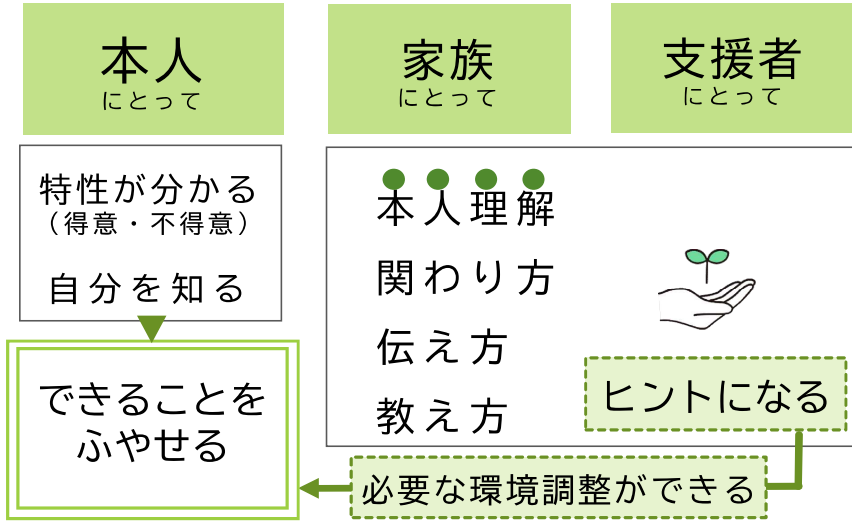 本人
にとって
家族
にとって
支援者
にとって
特性が分かる
（得意・不得意）
自分を知る
できることを
ふやせる
本人理解
関わり方
伝え方
教え方
ヒントになる
必要な環境調整ができる